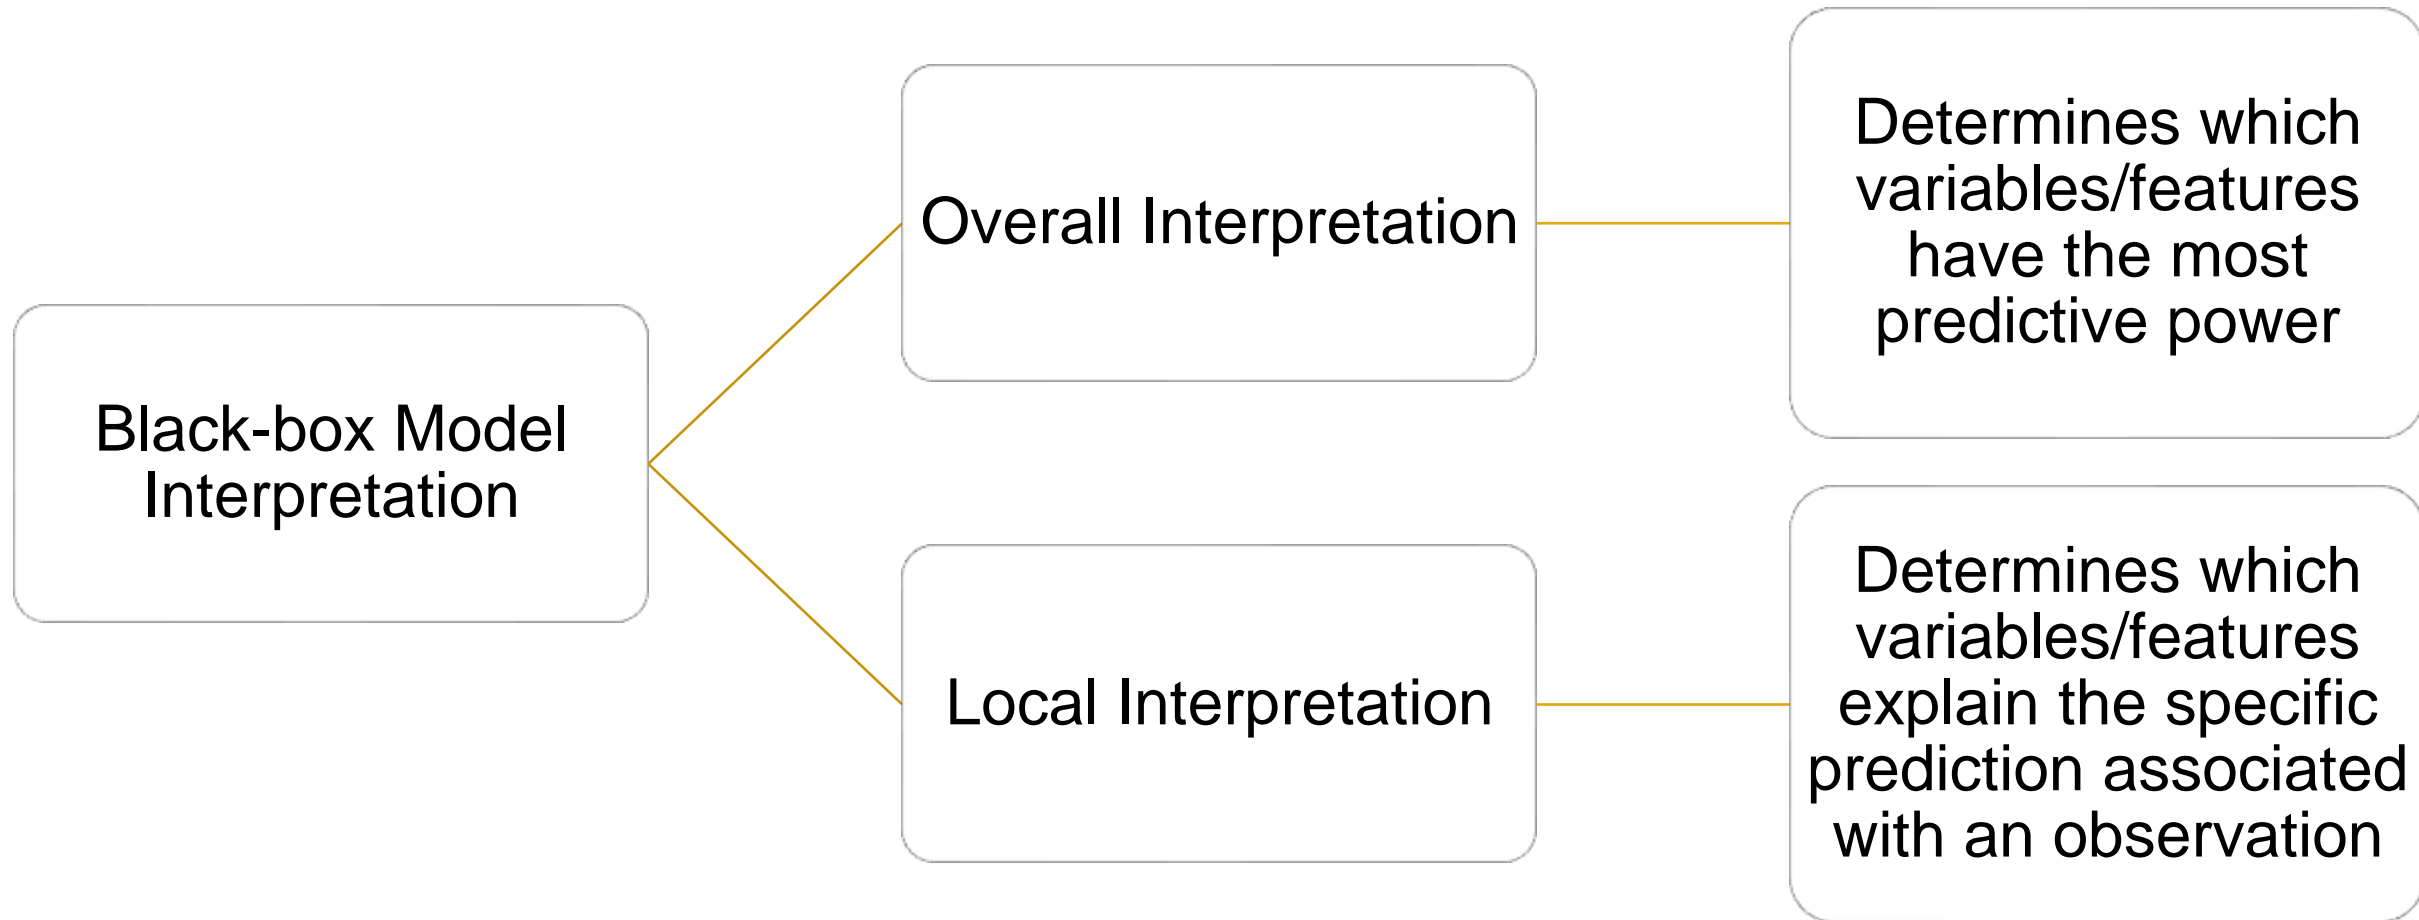 Black-box Model
Interpretation
Overall Interpretation
Determines which
variables/features
have the most
predictive power
Local Interpretation
Determines which
variables/features
explain the specific
prediction associated
with an observation